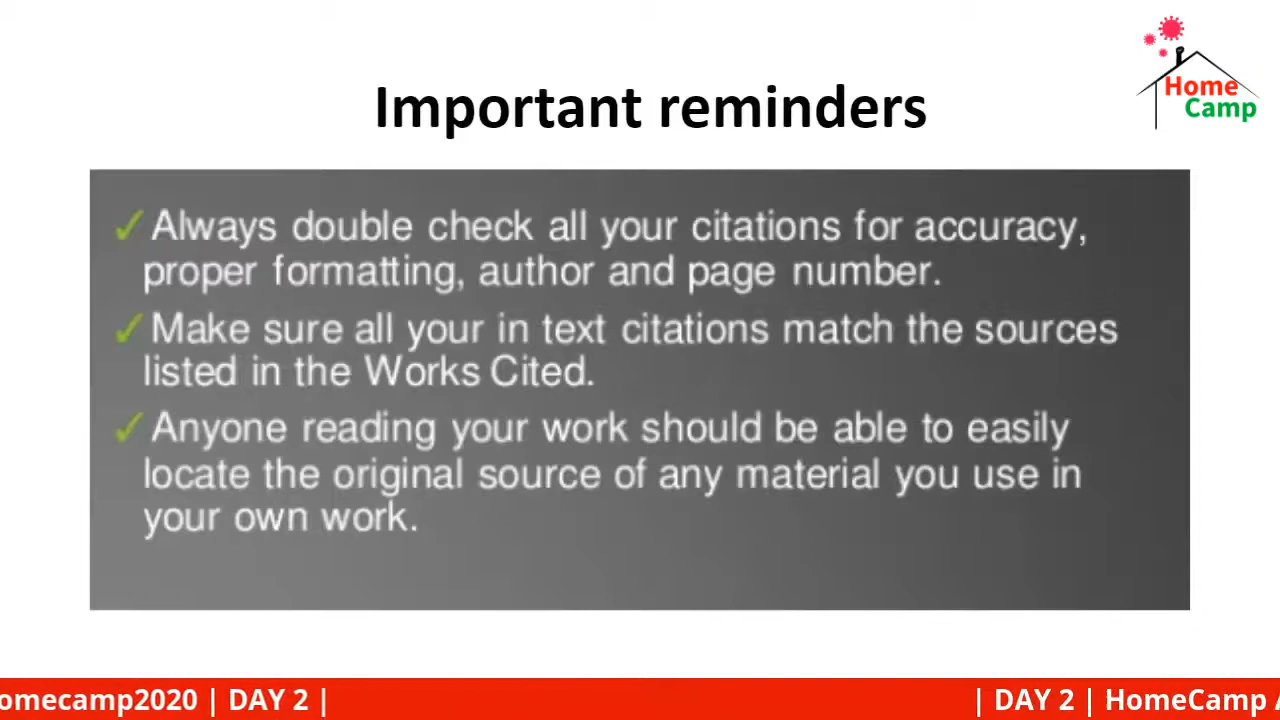 Home
Camp
Important reminders
✓Always double check all your citations for accuracy,
proper formatting, author and page number.
✓Make sure all your in text citations match the sources
listed in the Works Cited.
✓Anyone reading your work should be able to easily
locate the original source of any material you use in
your own work.
omecamp2020 | DAY 2 | | DAY 2 | HomeCamp